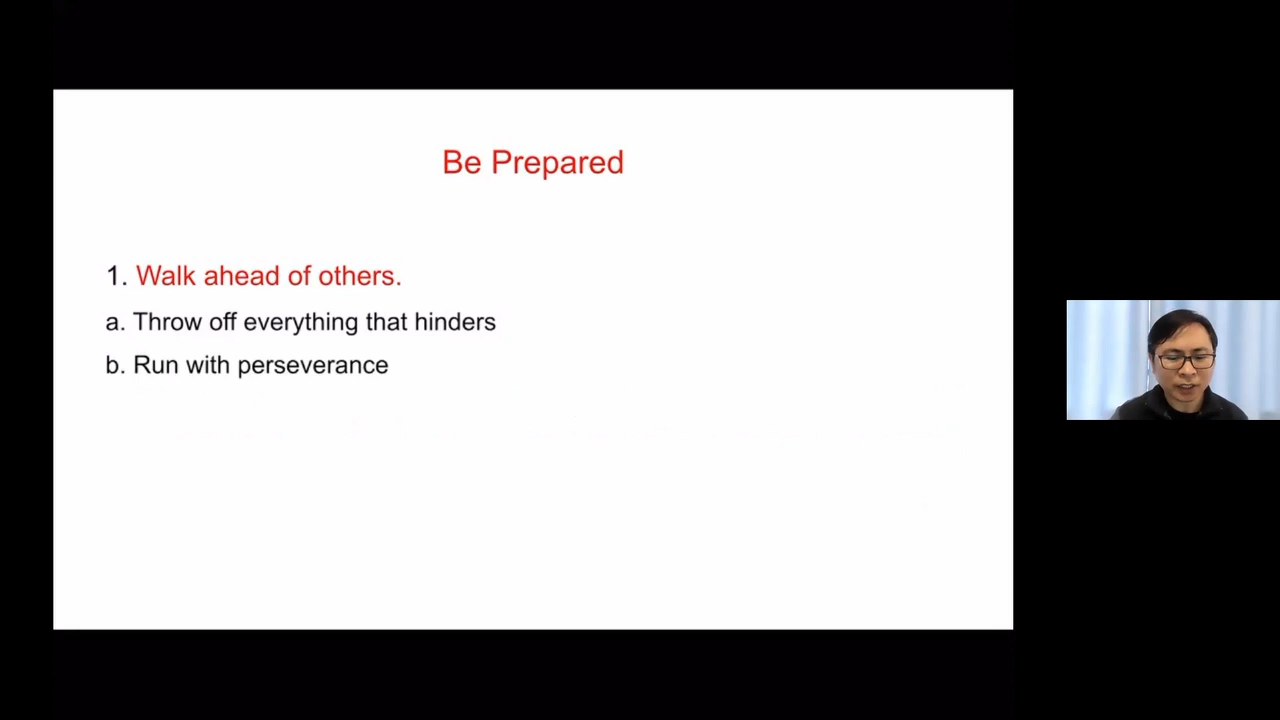 Be Prepared
1. Walk ahead of others.
a. Throw off everything that hinders
b. Run with perseverance